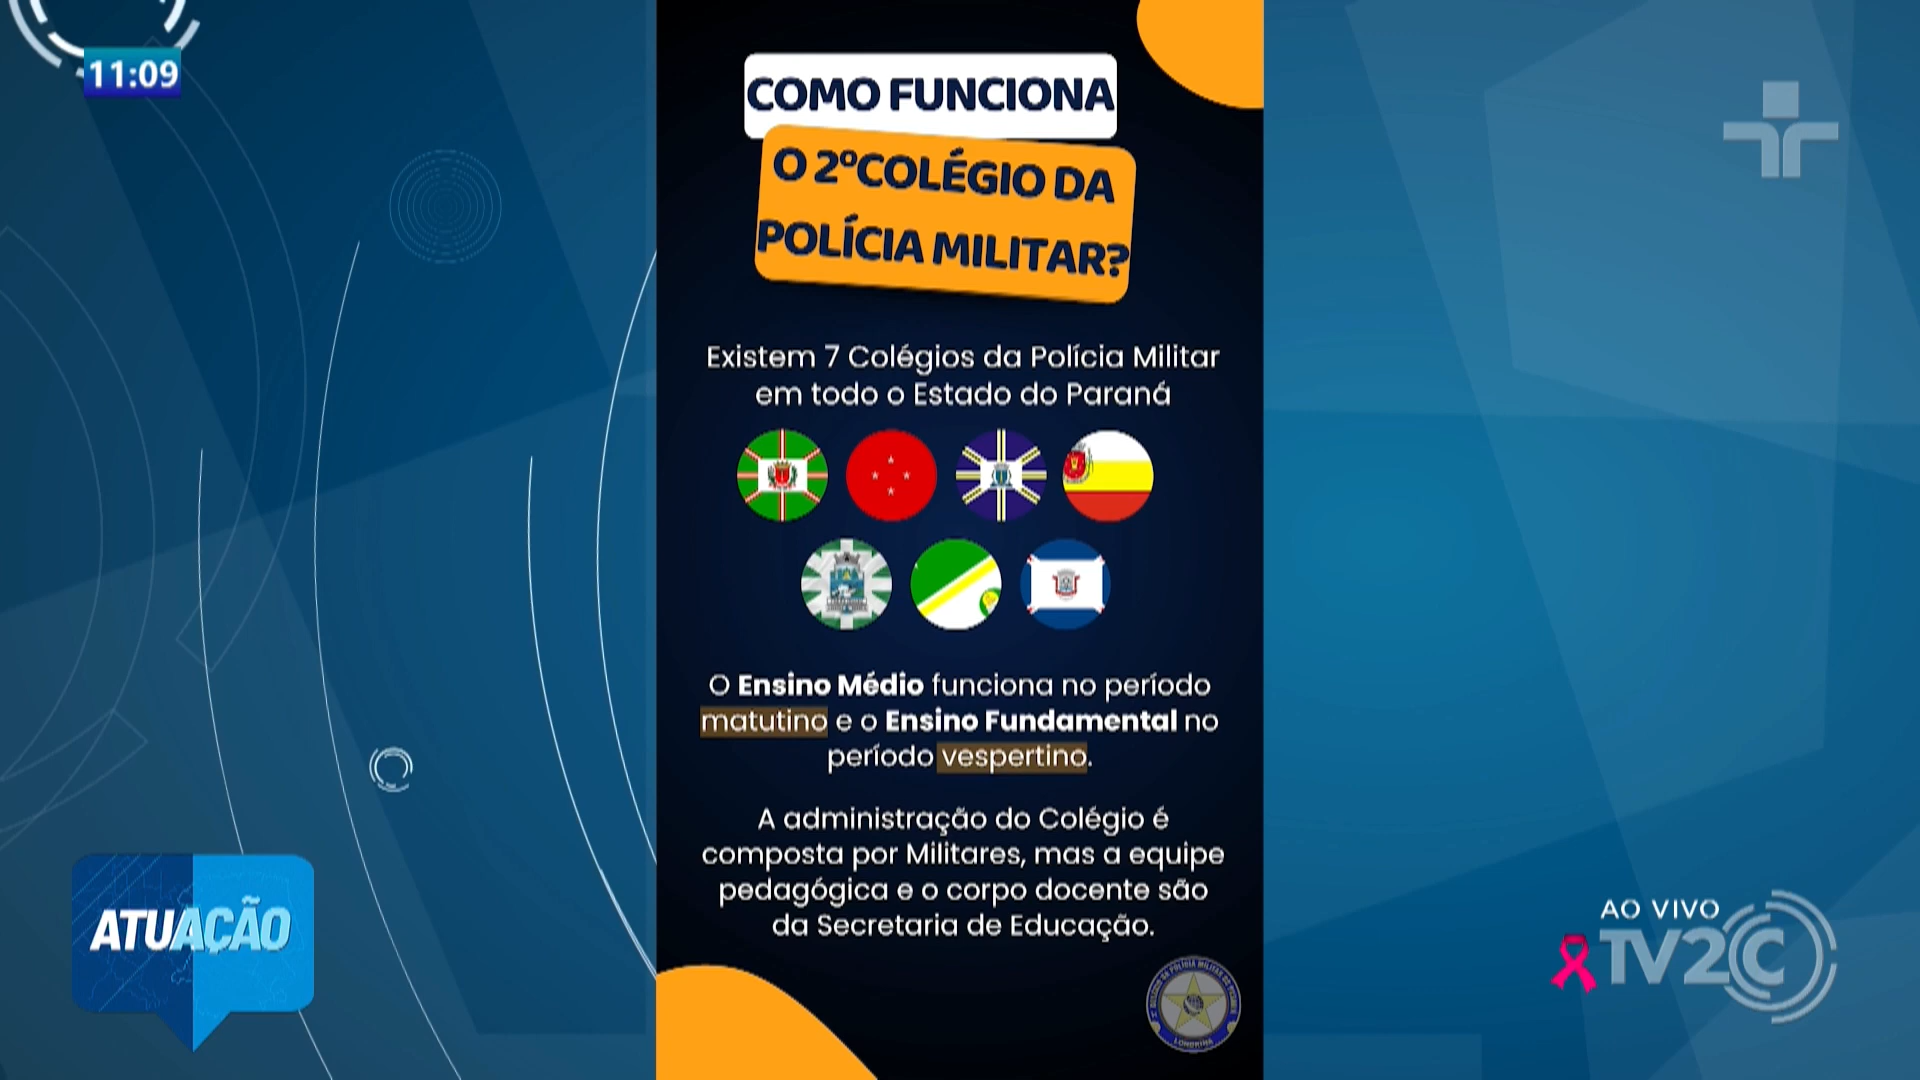 11:09
COMO FUNCIONA
O 2ºCOLÉGIO DA
POLÍCIA MILITAR?
Existem 7 Colégios da Polícia Militar
em todo o Estado do Paraná
O Ensino Médio funciona no período
matutino e o Ensino Fundamental no
período vespertino.
A administração do Colégio é
composta por Militares, mas a equipe
pedagógica e o corpo docente são
da Secretaria de Educação.
ATUAÇÃO
AO VIVO
TV2C
LONDRINA